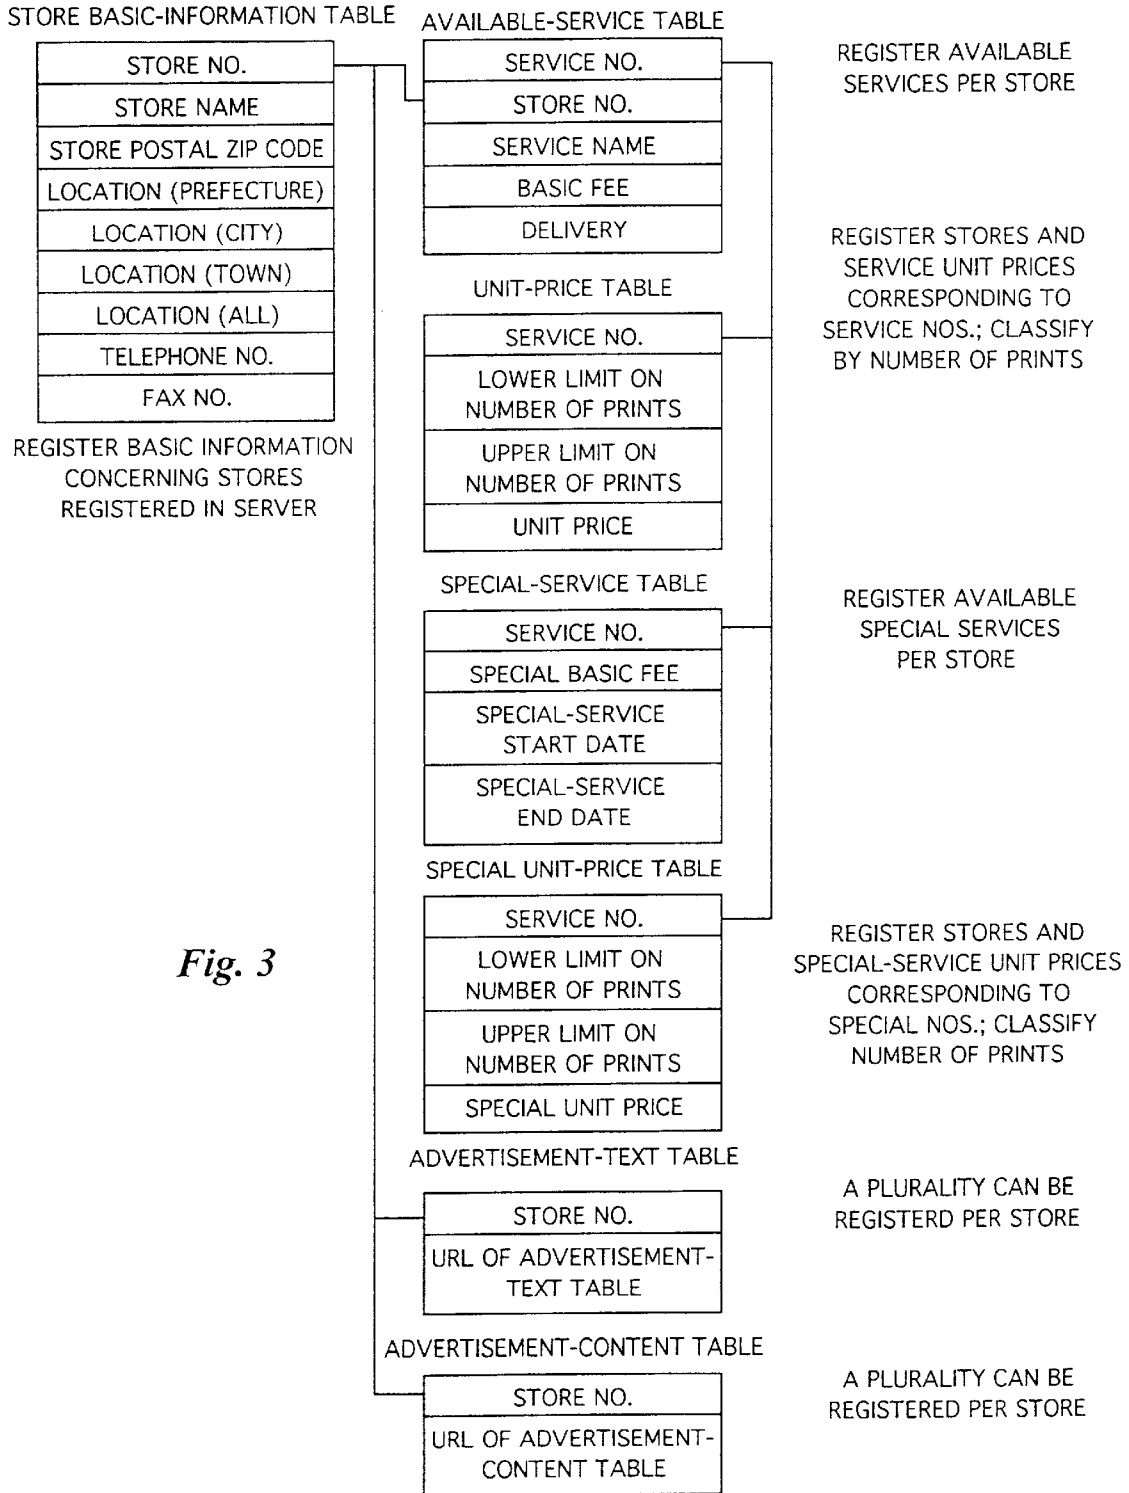 STORE BASIC-INFORMATION TABLE
STORE NO.
STORE NAME
STORE POSTAL ZIP CODE
LOCATION (PREFECTURE)
LOCATION (CITY)
LOCATION (TOWN)
LOCATION (ALL)
TELEPHONE NO.
FAX NO.
REGISTER BASIC INFORMATION
CONCERNING STORES
REGISTERED IN SERVER
AVAILABLE-SERVICE TABLE
SERVICE NO.
STORE NO.
SERVICE NAME
BASIC FEE
DELIVERY
REGISTER AVAILABLE
SERVICES PER STORE
UNIT-PRICE TABLE
SERVICE NO.
LOWER LIMIT ON
NUMBER OF PRINTS
UPPER LIMIT ON
NUMBER OF PRINTS
UNIT PRICE
REGISTER STORES AND
SERVICE UNIT PRICES
CORRESPONDING TO
SERVICE NOS.; CLASSIFY
BY NUMBER OF PRINTS
SPECIAL-SERVICE TABLE
SERVICE NO.
SPECIAL BASIC FEE
SPECIAL-SERVICE
START DATE
SPECIAL-SERVICE
END DATE
REGISTER AVAILABLE
SPECIAL SERVICES
PER STORE
SPECIAL UNIT-PRICE TABLE
SERVICE NO.
LOWER LIMIT ON
NUMBER OF PRINTS
UPPER LIMIT ON
NUMBER OF PRINTS
SPECIAL UNIT PRICE
REGISTER STORES AND
SPECIAL-SERVICE UNIT PRICES
CORRESPONDING TO
SPECIAL NOS.; CLASSIFY
NUMBER OF PRINTS
Fig. 3
ADVERTISEMENT-TEXT TABLE
STORE NO.
URL OF ADVERTISEMENT-
TEXT TABLE
A PLURALITY CAN BE
REGISTERD PER STORE
ADVERTISEMENT-CONTENT TABLE
STORE NO.
URL OF ADVERTISEMENT-
CONTENT TABLE
A PLURALITY CAN BE
REGISTERED PER STORE